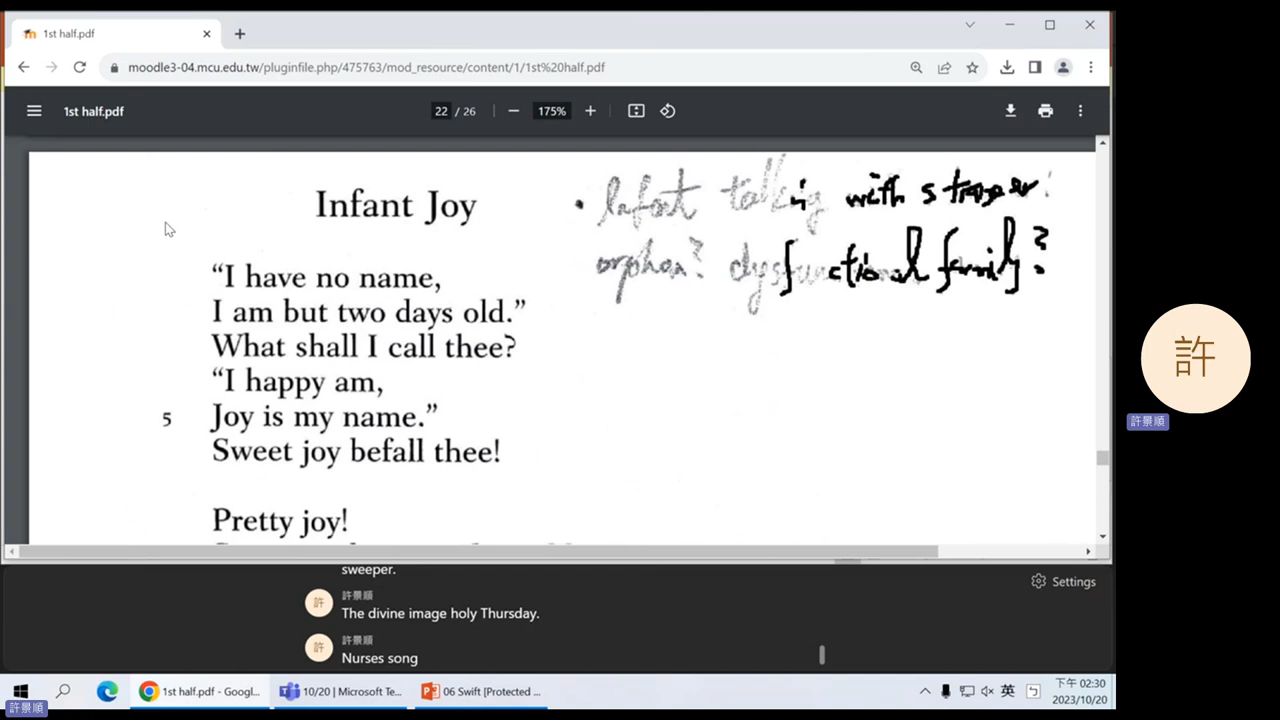 1st half.pdf
moodle3-04.mcu.edu.tw/pluginfile.php/475763/mod_resource/content/1/1st%20half.pdf
1st half.pdf
22 / 26
175%
Infant Joy
• Infant talking with stranger?
orphan? dysfunctional family?
“I have no name,
I am but two days old.”
What shall I call thee?
“I happy am,
5 Joy is my name.”
Sweet joy befall thee!
Pretty joy!
許
許景順
sweeper.
Settings
許 許景順
The divine image holy Thursday.
許 許景順
Nurses song
1st half.pdf - Googl...
10/20 | Microsoft Te...
06 Swift [Protected ...
英
下午 02:30
2023/10/20
許景順